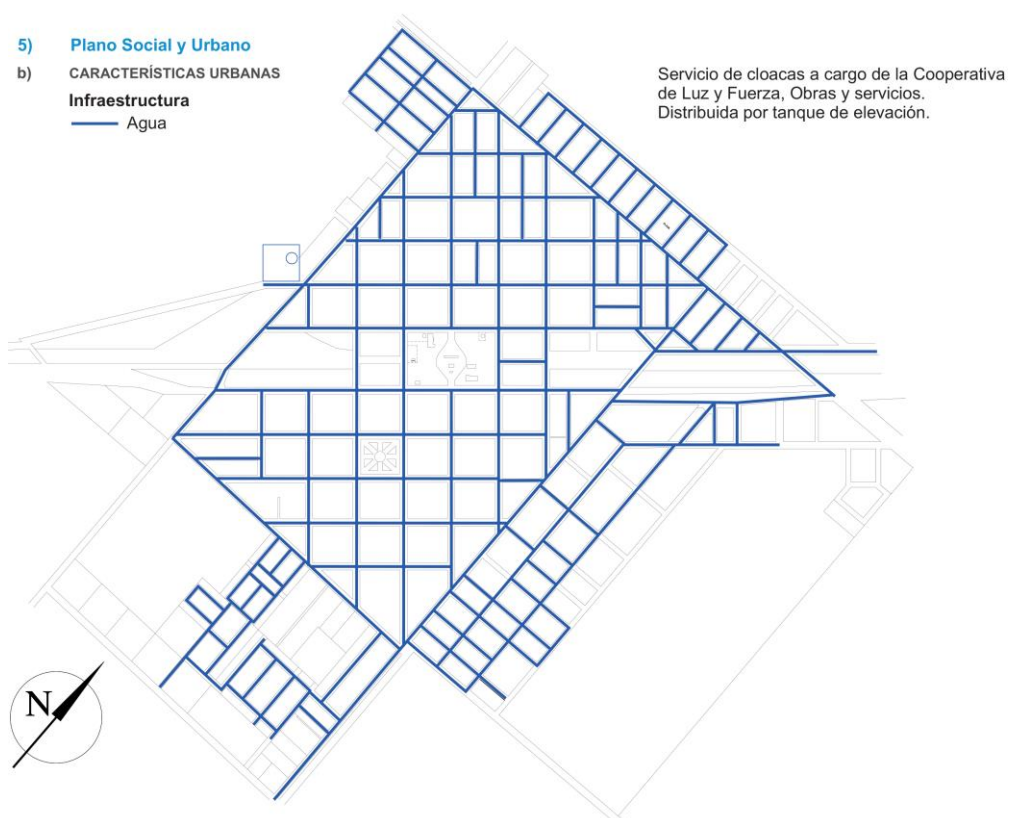 5) Plano Social y Urbano
b) CARACTERÍSTICAS URBANAS
Infraestructura
Agua
Servicio de cloacas a cargo de la Cooperativa
de Luz y Fuerza, Obras y servicios.
Distribuida por tanque de elevación.
N